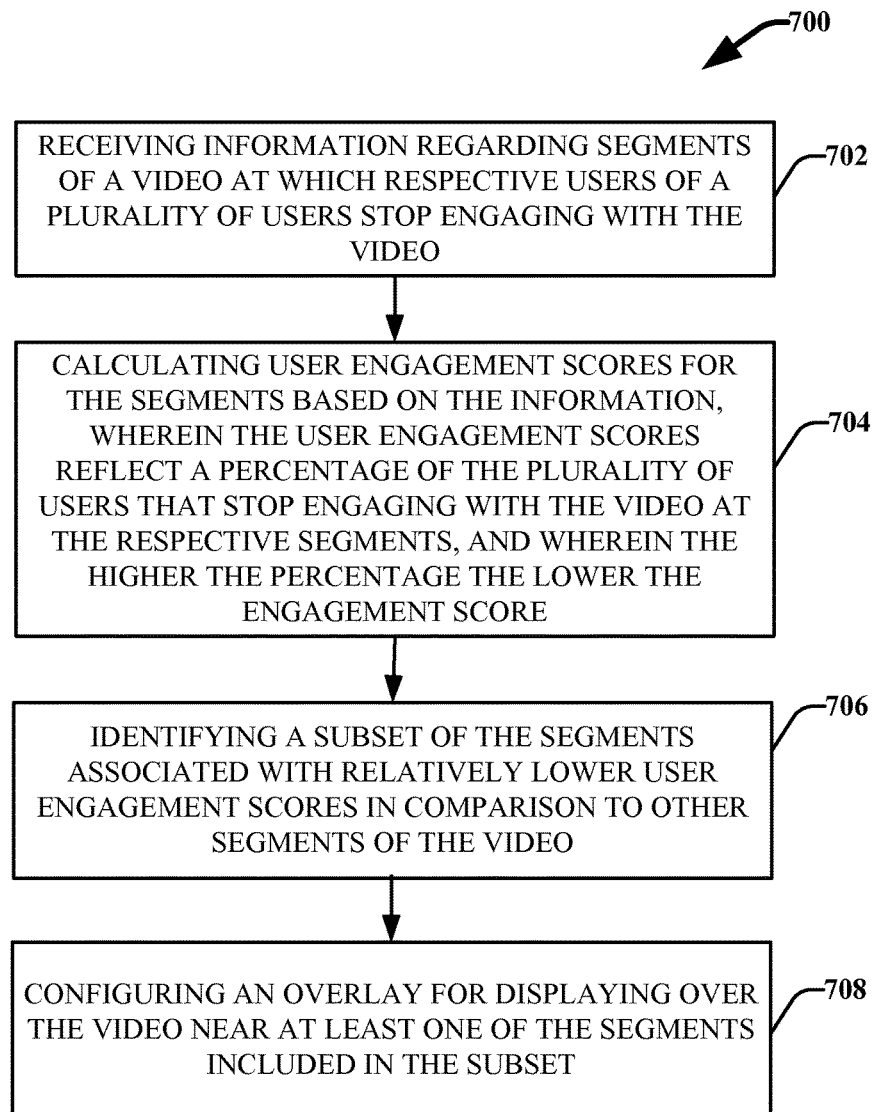 700
RECEIVING INFORMATION REGARDING SEGMENTS
OF A VIDEO AT WHICH RESPECTIVE USERS OF A
PLURALITY OF USERS STOP ENGAGING WITH THE
VIDEO
702
CALCULATING USER ENGAGEMENT SCORES FOR
THE SEGMENTS BASED ON THE INFORMATION,
WHEREIN THE USER ENGAGEMENT SCORES
REFLECT A PERCENTAGE OF THE PLURALITY OF
USERS THAT STOP ENGAGING WITH THE VIDEO AT
THE RESPECTIVE SEGMENTS, AND WHEREIN THE
HIGHER THE PERCENTAGE THE LOWER THE
ENGAGEMENT SCORE
704
IDENTIFYING A SUBSET OF THE SEGMENTS
ASSOCIATED WITH RELATIVELY LOWER USER
ENGAGEMENT SCORES IN COMPARISON TO OTHER
SEGMENTS OF THE VIDEO
706
CONFIGURING AN OVERLAY FOR DISPLAYING OVER
THE VIDEO NEAR AT LEAST ONE OF THE SEGMENTS
INCLUDED IN THE SUBSET
708